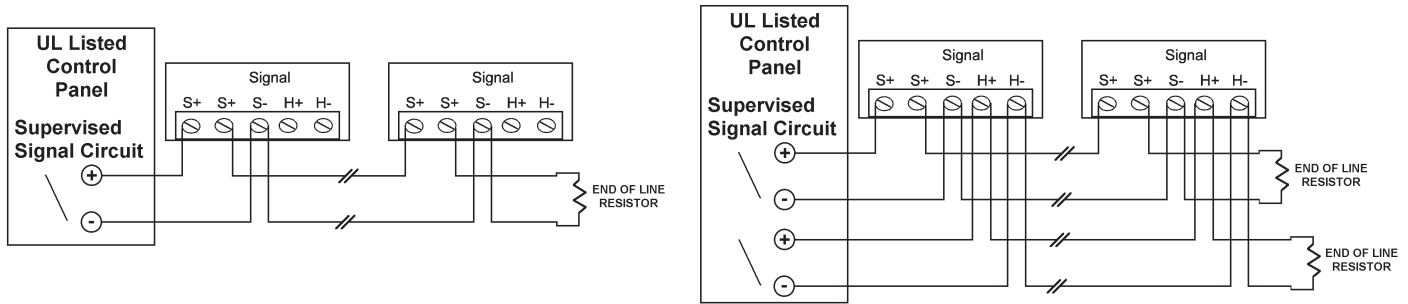 UL Listed
Control
Panel
Supervised
Signal Circuit
+
-
Signal
S+ S+ S- H+ H-
Signal
S+ S+ S- H+ H-
END OF LINE
RESISTOR
UL Listed
Control
Panel
Supervised
Signal Circuit
+
-
+
-
Signal
S+ S+ S- H+ H-
Signal
S+ S+ S- H+ H-
END OF LINE
RESISTOR
END OF LINE
RESISTOR